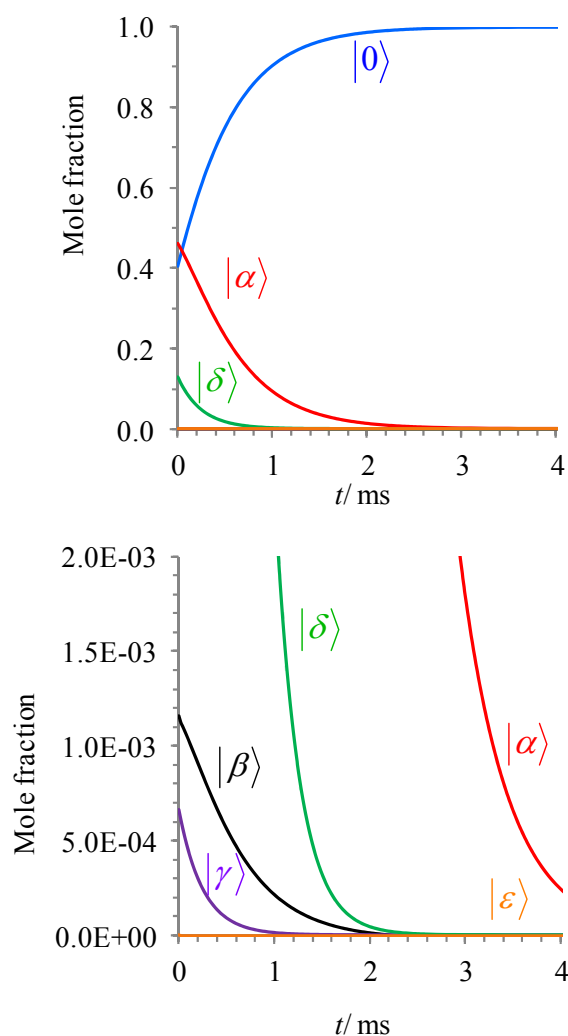 Mole fraction
1.0
0.8
0.6
0.4
0.2
0.0
|0⟩
|α⟩
|δ⟩
0 1 2 3 4
t/ ms
Mole fraction
2.0E-03
1.5E-03
1.0E-03
5.0E-04
0.0E+00
|δ⟩
|α⟩
|β⟩
|γ⟩
|ε⟩
0 1 2 3 4
t/ ms